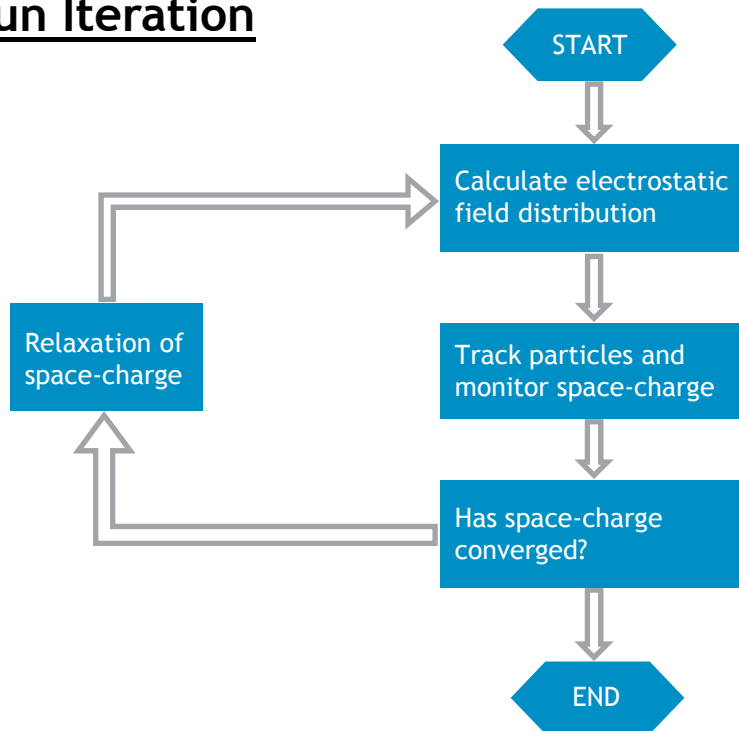 un Iteration
START
Calculate electrostatic
field distribution
Relaxation of
space-charge
Track particles and
monitor space-charge
Has space-charge
converged?
END